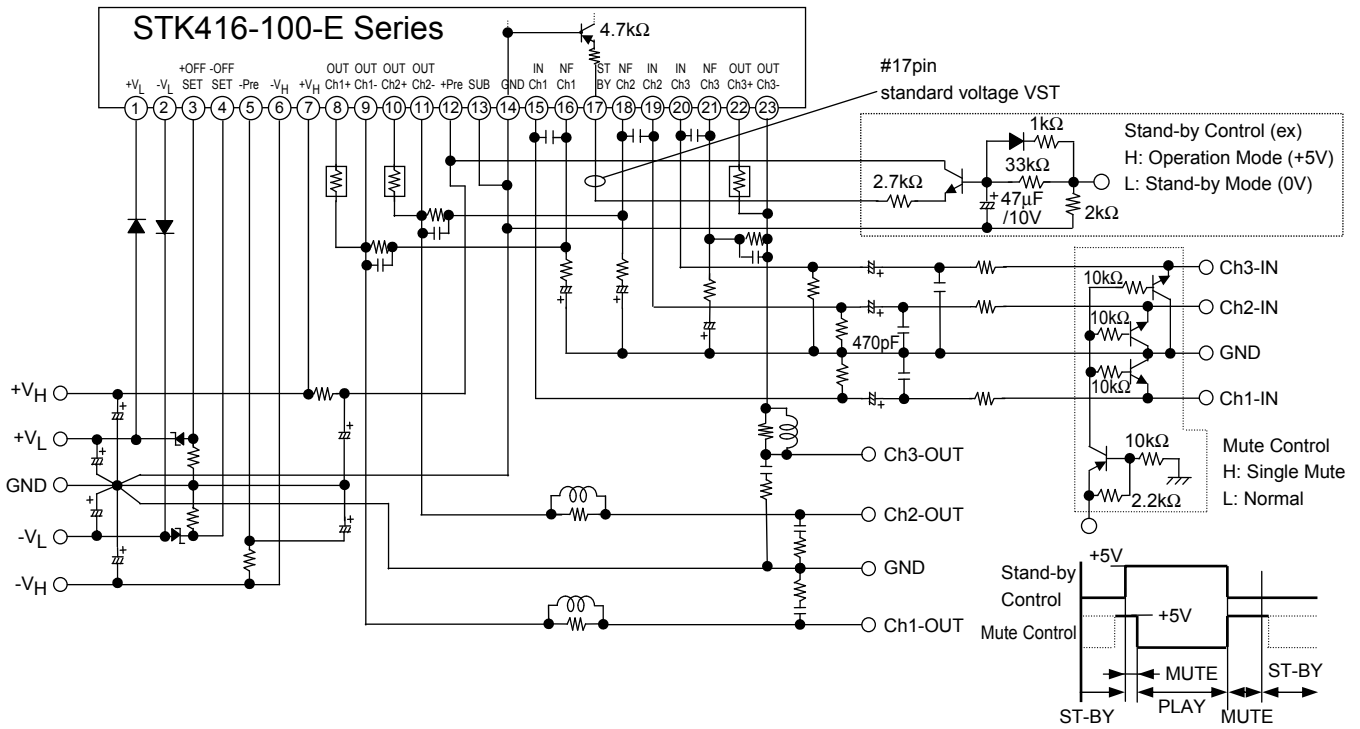 STK416-100-E Series
4.7kΩ
+OFF -OFF OUT OUT OUT OUT IN NF ST NF IN IN NF OUT OUT
+VL -VL SET SET -Pre -VH +VH Ch1+ Ch1- Ch2+ Ch2- +Pre SUB GND Ch1 Ch1 BY Ch2 Ch2 Ch3 Ch3 Ch3+ Ch3-
1 2 3 4 5 6 7 8 9 10 11 12 13 14 15 16 17 18 19 20 21 22 23
#17pin
standard voltage VST
1kΩ
33kΩ
2.7kΩ
+
47µF
/10V
2kΩ
Stand-by Control (ex)
H: Operation Mode (+5V)
L: Stand-by Mode (0V)
Ch3-IN
10kΩ
Ch2-IN
10kΩ
470pF
GND
10kΩ
Ch1-IN
+VH
+VL
GND
-VL
-VH
10kΩ
2.2kΩ
Mute Control
H: Single Mute
L: Normal
Ch3-OUT
Ch2-OUT
GND
Ch1-OUT
+5V
Stand-by
Control
+5V
Mute Control
MUTE
ST-BY
PLAY
ST-BY
MUTE